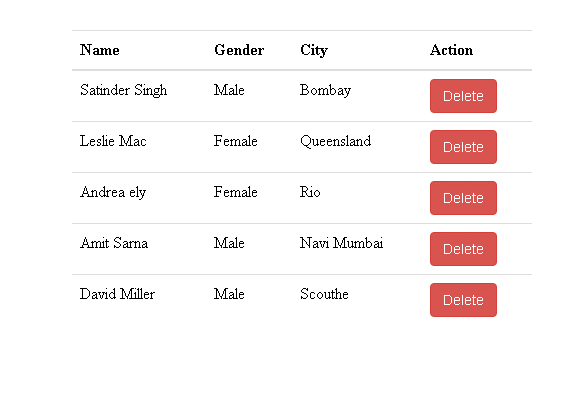 Name Gender City Action
Satinder Singh Male Bombay Delete
Leslie Mac Female Queensland Delete
Andrea ely Female Rio Delete
Amit Sarna Male Navi Mumbai Delete
David Miller Male Scouthe Delete